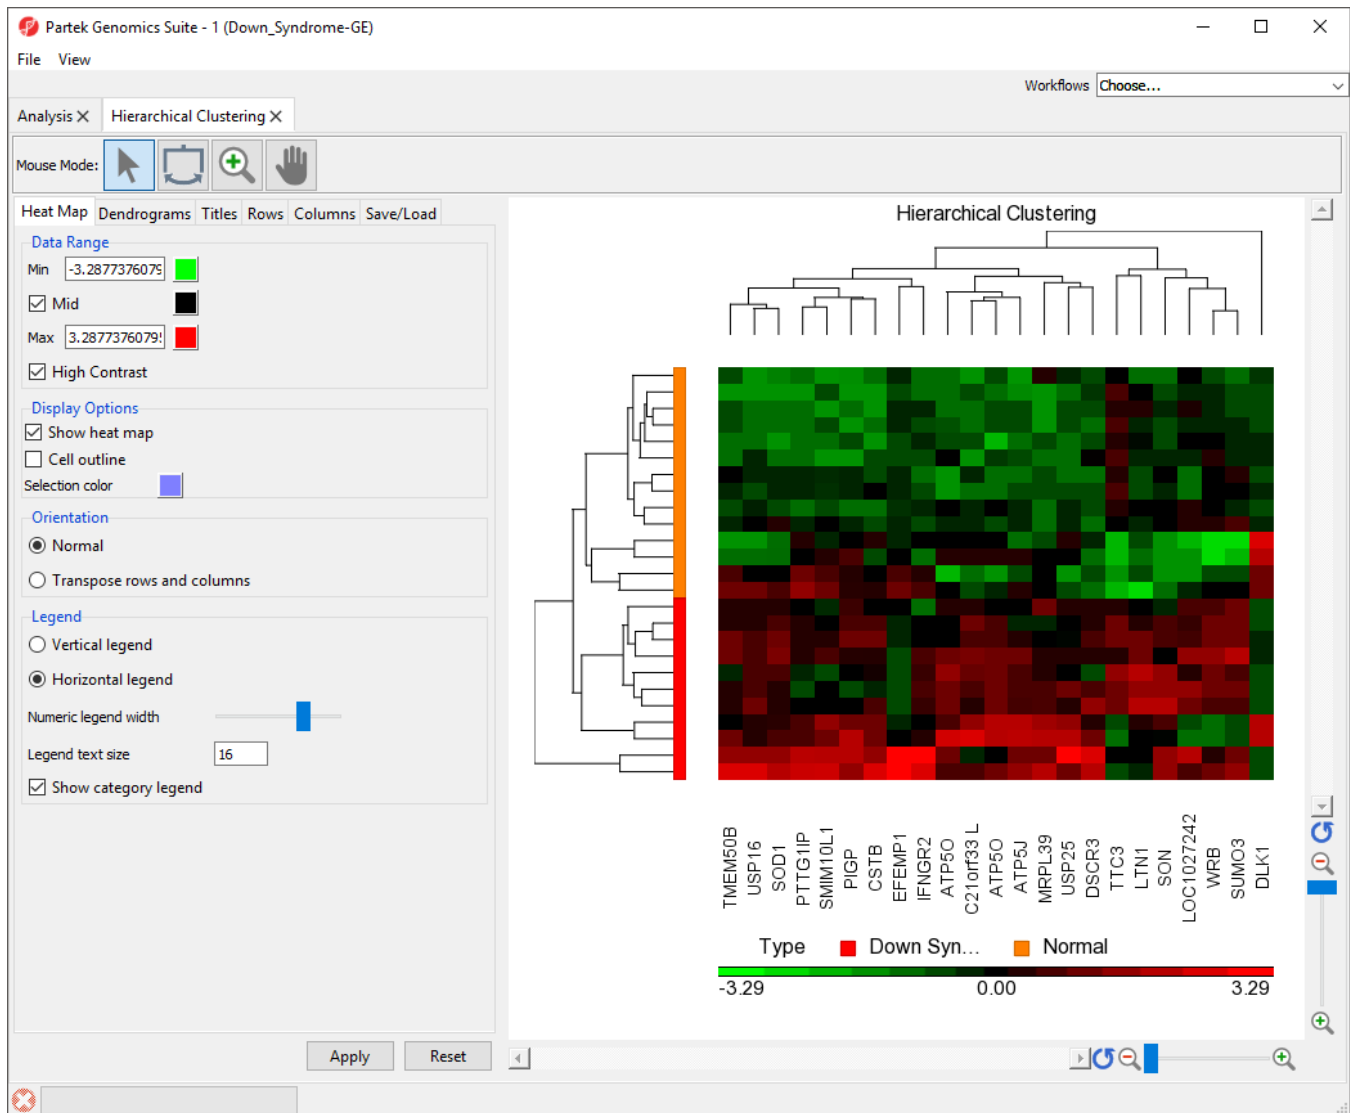 Partek Genomics Suite - 1 (Down_Syndrome-GE)
File View
Workflows Choose...
Analysis Hierarchical Clustering
Mouse Mode:
Heat Map Dendrograms Titles Rows Columns Save/Load
Data Range
Min -3.2877376079
Mid
Max 3.2877376079
High Contrast
Display Options
Show heat map
Cell outline
Selection color
Orientation
Normal
Transpose rows and columns
Legend
Vertical legend
Horizontal legend
Numeric legend width
Legend text size 16
Show category legend
Apply Reset
Hierarchical Clustering
TMEM50B
USP16
SOD1
PTTG1IP
SMIM10L1
PIGP
CSTB
EFEMP1
IFNGR2
ATP5O
C21orf33 L
ATP5O
ATP5J
MRPL39
USP25
DSCR3
TTC3
LTN1
SON
LOC1027242
WRB
SUMO3
DLK1
Type Down Syn... Normal
-3.29 0.00 3.29